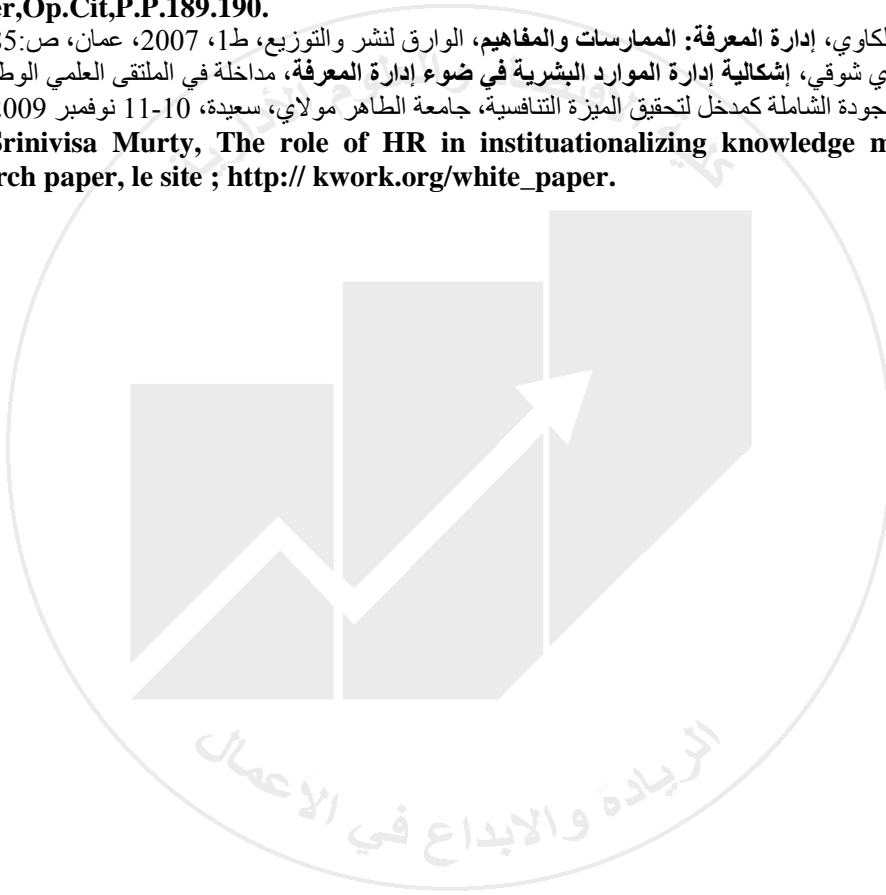 er,Op.Cit,P.P.189.190.
كاوي، إدارة المعرفة: الممارسات والمفاهيم، الوارق لنشر والتوزيع، ط1، 2007، عمان، ص:35
ي شوقي، إشكالية إدارة الموارد البشرية في ضوء إدارة المعرفة، مداخلة في الملتقى العلمي الوط
جودة الشاملة كمدخل لتحقيق الميزة التنافسية، جامعة الطاهر مولاي، سعيدة، 10-11 نوفمبر 2009
Srinivisa Murty, The role of HR in instituationalizing knowledge m
rch paper, le site ; http:// kwork.org/white_paper.
الريادة والابداع في الاعمال